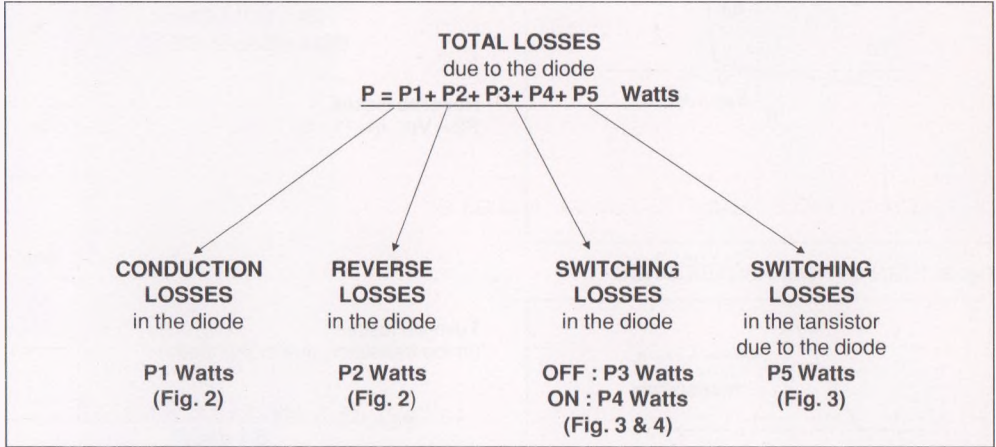 TOTAL LOSSES
due to the diode
P = P1+ P2+ P3+ P4+ P5 Watts
CONDUCTION
LOSSES
in the diode
P1 Watts
(Fig. 2)
REVERSE
LOSSES
in the diode
P2 Watts
(Fig. 2)
SWITCHING
LOSSES
in the diode
OFF : P3 Watts
ON : P4 Watts
(Fig. 3 & 4)
SWITCHING
LOSSES
in the tansistor
due to the diode
P5 Watts
(Fig. 3)